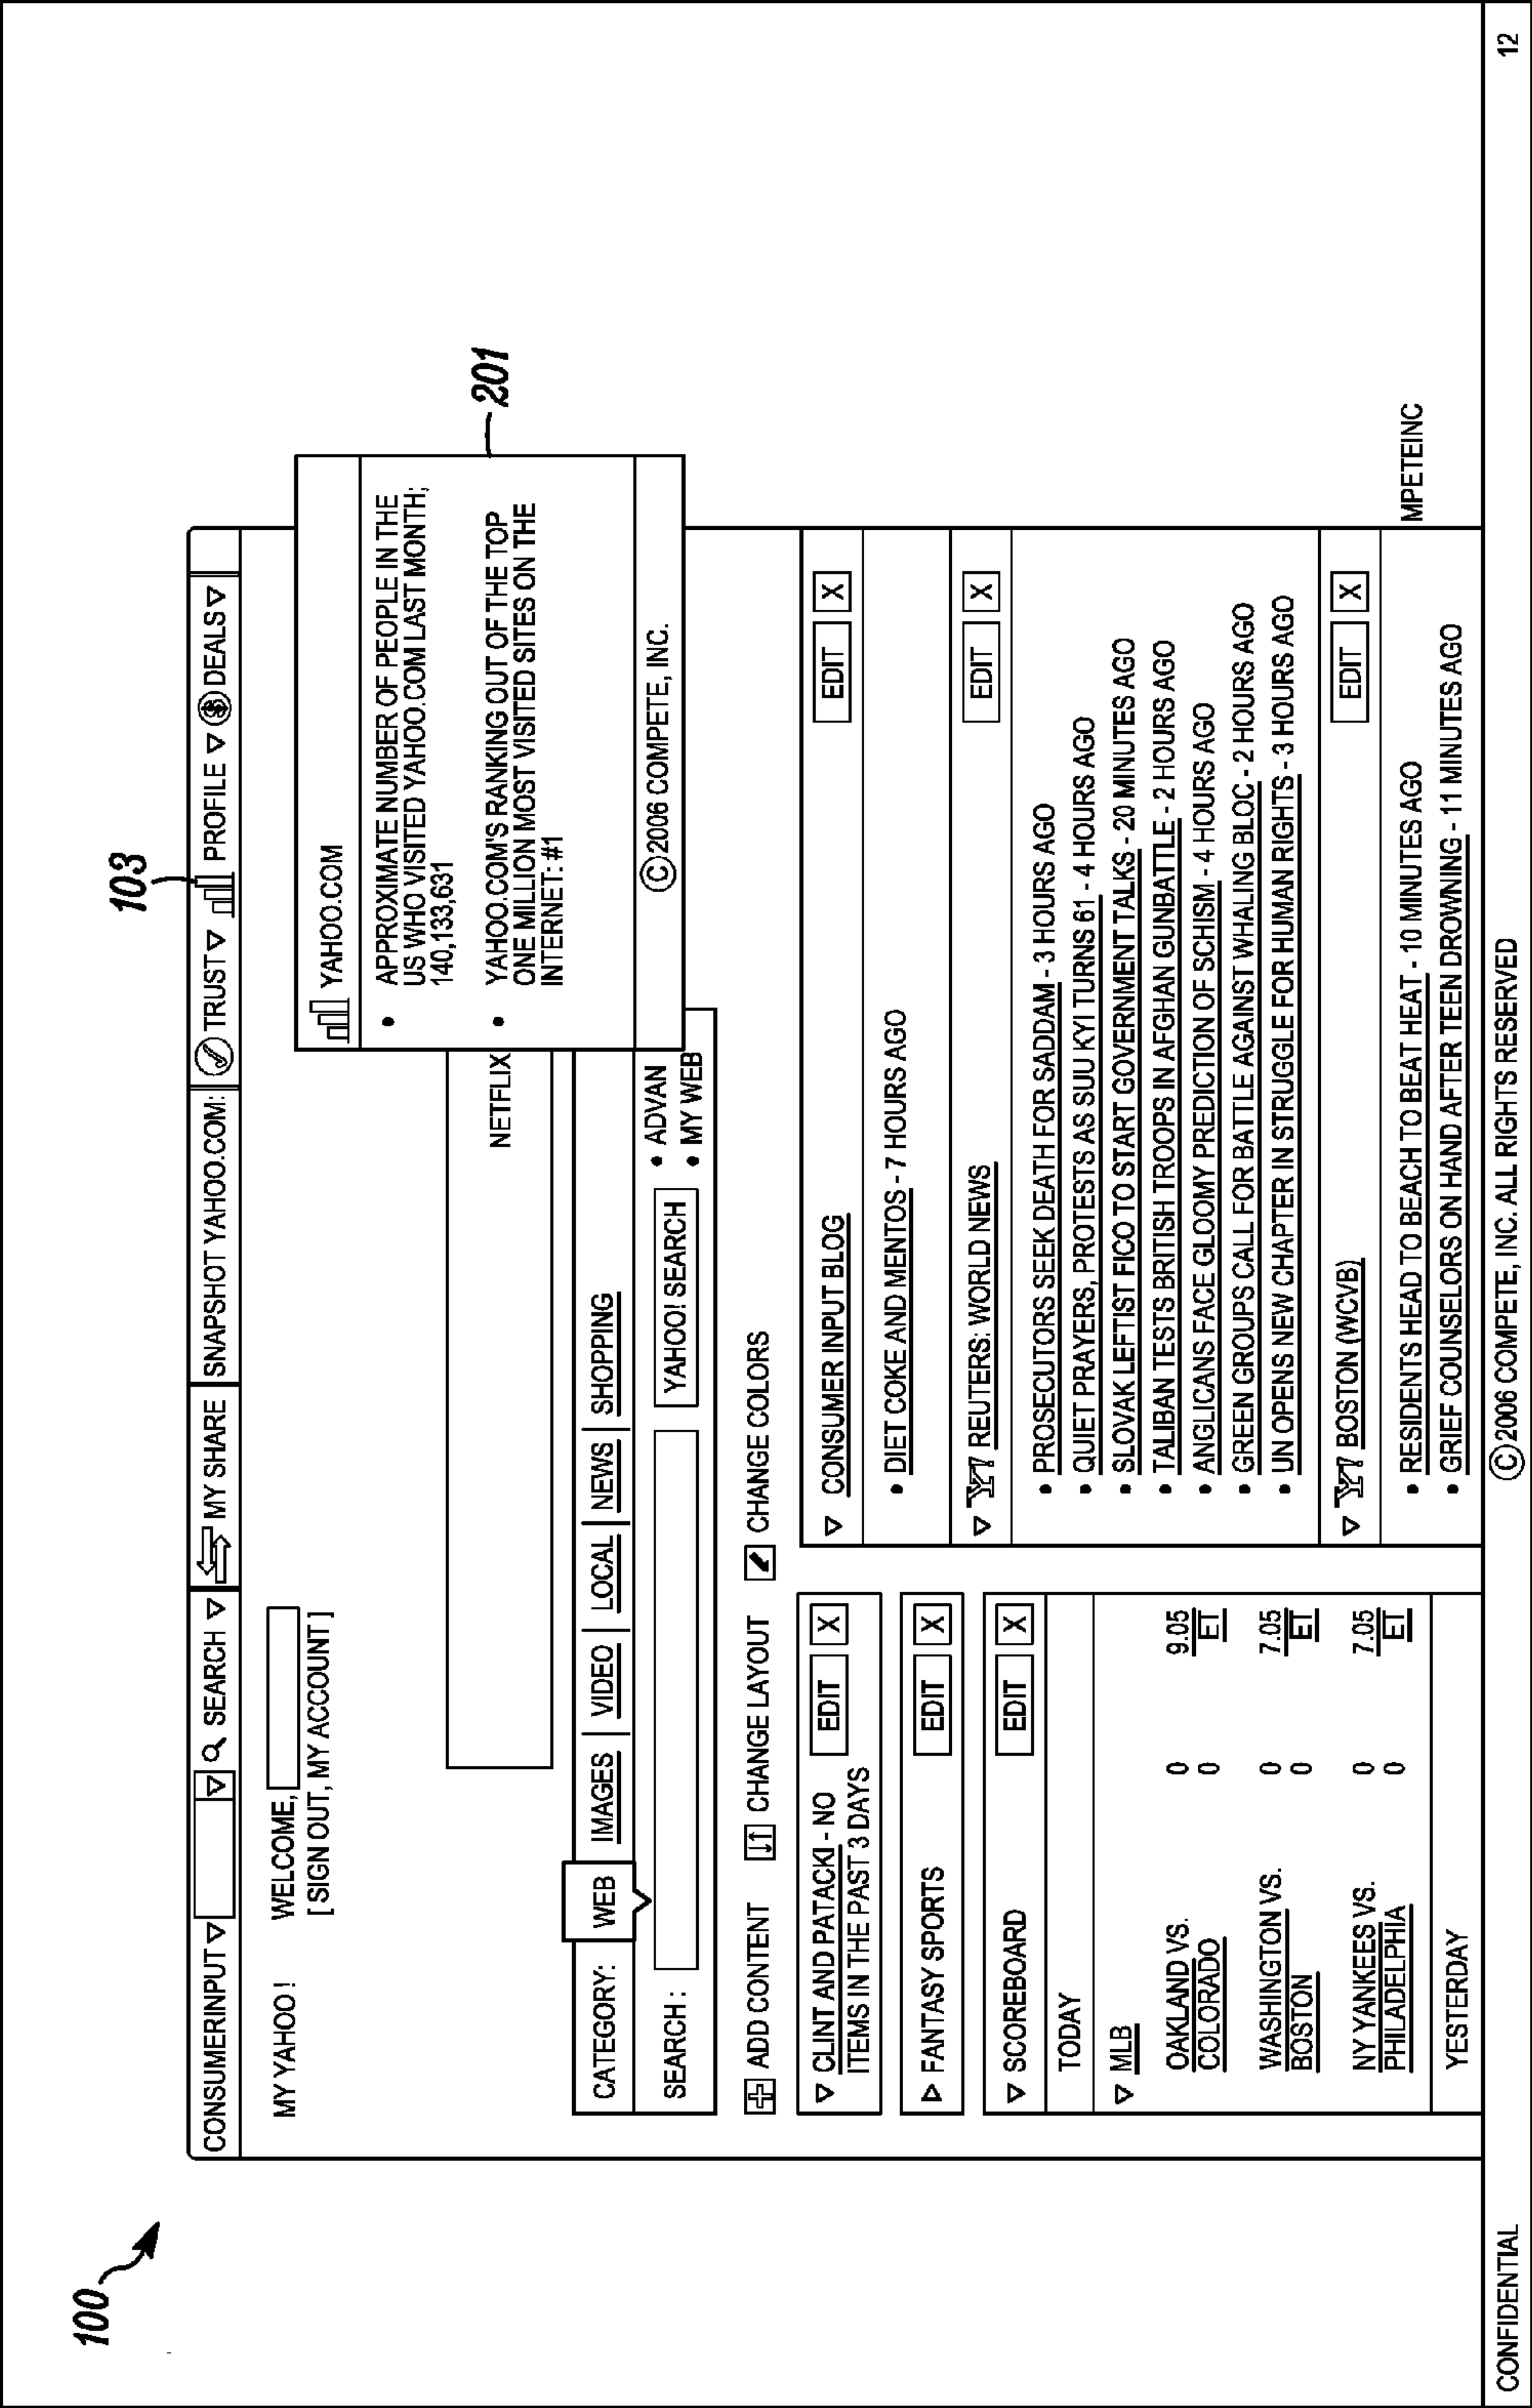 100
103
CONSUMERINPUT SEARCH MY SHARE SNAPSHOT YAHOO.COM: TRUST PROFILE $ DEALS
MY YAHOO! WELCOME,
[SIGN OUT, MY ACCOUNT]
YAHOO.COM
• APPROXIMATE NUMBER OF PEOPLE IN THE
US WHO VISITED YAHOO.COM LAST MONTH;
140,133,631
• YAHOO.COM'S RANKING OUT OF THE TOP
ONE MILLION MOST VISITED SITES ON THE
INTERNET: #1
© 2006 COMPETE, INC.
201
NETFLIX
CATEGORY: WEB IMAGES VIDEO LOCAL NEWS SHOPPING
SEARCH: YAHOO! SEARCH
• ADVAN
• MY WEB
ADD CONTENT CHANGE LAYOUT CHANGE COLORS
CLINT AND PATACKI - NO
ITEMS IN THE PAST 3 DAYS
EDIT X
FANTASY SPORTS EDIT X
SCOREBOARD EDIT X
TODAY
MLB
OAKLAND VS. 0 9.05
COLORADO 0 ET
WASHINGTON VS. 0 7.05
BOSTON 0 ET
NY YANKEES VS. 0 7.05
PHILADELPHIA 0 ET
YESTERDAY
CONSUMER INPUT BLOG EDIT X
• DIET COKE AND MENTOS - 7 HOURS AGO
Y! REUTERS: WORLD NEWS EDIT X
• PROSECUTORS SEEK DEATH FOR SADDAM - 3 HOURS AGO
• QUIET PRAYERS, PROTESTS AS SUU KYI TURNS 61 - 4 HOURS AGO
• SLOVAK LEFTIST FICO TO START GOVERNMENT TALKS - 20 MINUTES AGO
• TALIBAN TESTS BRITISH TROOPS IN AFGHAN GUNBATTLE - 2 HOURS AGO
• ANGLICANS FACE GLOOMY PREDICTION OF SCHISM - 4 HOURS AGO
• GREEN GROUPS CALL FOR BATTLE AGAINST WHALING BLOC - 2 HOURS AGO
• UN OPENS NEW CHAPTER IN STRUGGLE FOR HUMAN RIGHTS - 3 HOURS AGO
Y! BOSTON (WCVB) EDIT X
• RESIDENTS HEAD TO BEACH TO BEAT HEAT - 10 MINUTES AGO
• GRIEF COUNSELORS ON HAND AFTER TEEN DROWNING - 11 MINUTES AGO
MPETEINC
CONFIDENTIAL © 2006 COMPETE, INC. ALL RIGHTS RESERVED 12